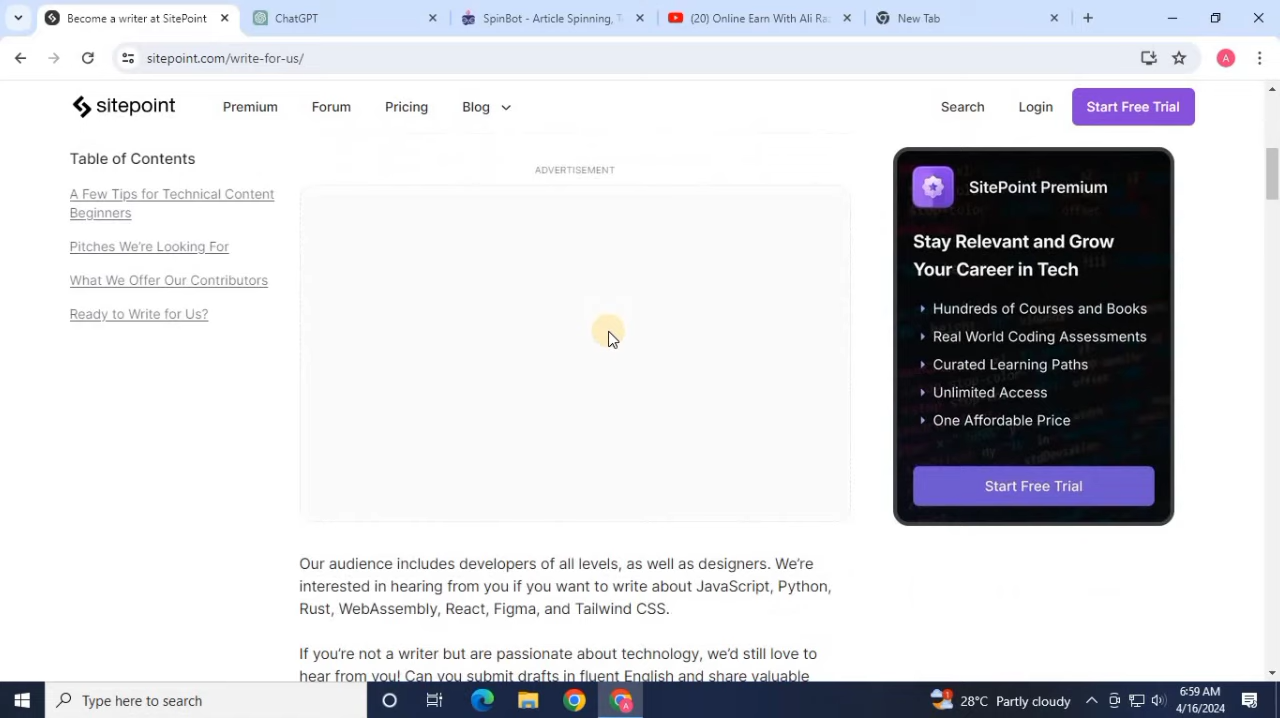 Become a writer at SitePoint
ChatGPT
SpinBot - Article Spinning, T
(20) Online Earn With Ali Ra
New Tab
sitepoint.com/write-for-us/
A
sitepoint
Premium
Forum
Pricing
Blog
Search
Login
Start Free Trial
Table of Contents
A Few Tips for Technical Content
Beginners
Pitches We're Looking For
What We Offer Our Contributors
Ready to Write for Us?
ADVERTISEMENT
SitePoint Premium
Stay Relevant and Grow
Your Career in Tech
Hundreds of Courses and Books
Real World Coding Assessments
Curated Learning Paths
Unlimited Access
One Affordable Price
Start Free Trial
Our audience includes developers of all levels, as well as designers. We're
interested in hearing from you if you want to write about JavaScript, Python,
Rust, WebAssembly, React, Figma, and Tailwind CSS.
If you're not a writer but are passionate about technology, we'd still love to
hear from you! Can you submit drafts in fluent English and share valuable
Type here to search
28°C Partly cloudy
6:59 AM
4/16/2024